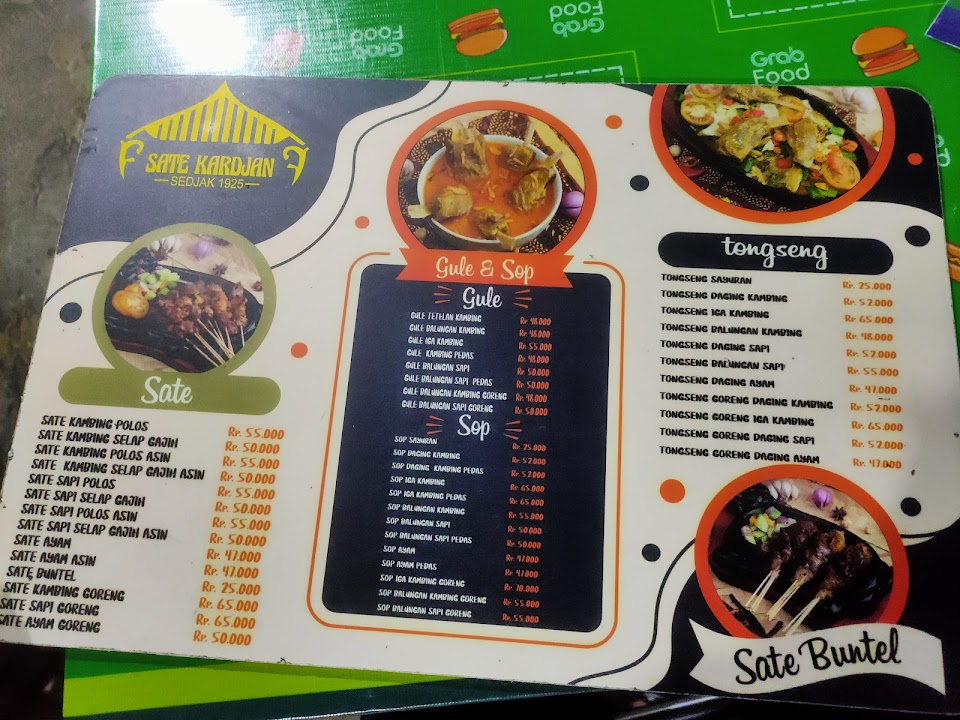 Grab Food
Grab Food
Grab
Food
SATE KARDJAN
SEDJAK 1925
Sate
SATE KAMBING POLOS Rp. 55.000
SATE KAMBING SELAP GAJIH Rp. 50.000
SATE KAMBING POLOS ASIN Rp. 55.000
SATE KAMBING SELAP GAJIH ASIN Rp. 50.000
SATE SAPI POLOS Rp. 55.000
SATE SAPI SELAP GAJIH Rp. 50.000
SATE SAPI POLOS ASIN Rp. 55.000
SATE SAPI SELAP GAJIH ASIN Rp. 50.000
SATE AYAM Rp. 47.000
SATE AYAM ASIN Rp. 47.000
SATE BUNTEL Rp. 25.000
SATE KAMBING GORENG Rp. 65.000
SATE SAPI GORENG Rp. 65.000
SATE AYAM GORENG Rp. 50.000
Gule & Sop
Gule
GULE TETELAN KAMBING Rp. 48.000
GULE BALUNGAN KAMBING Rp. 48.000
GULE IGA KAMBING Rp. 55.000
GULE KAMBING PEDAS Rp. 48.000
GULE BALUNGAN SAPI Rp. 50.000
GULE BALUNGAN SAPI PEDAS Rp. 50.000
GULE BALUNGAN KAMBING GORENG Rp. 48.000
GULE BALUNGAN SAPI GORENG Rp. 50.000
Sop
SOP SAYURAN Rp. 25.000
SOP DAGING KAMBING Rp. 52.000
SOP DAGING KAMBING PEDAS Rp. 52.000
SOP IGA KAMBING Rp. 65.000
SOP IGA KAMBING PEDAS Rp. 65.000
SOP BALUNGAN KAMBING Rp. 55.000
SOP BALUNGAN SAPI Rp. 50.000
SOP BALUNGAN SAPI PEDAS Rp. 50.000
SOP AYAM Rp. 47.000
SOP AYAM PEDAS Rp. 47.000
SOP IGA KAMBING GORENG Rp. 70.000
SOP BALUNGAN KAMBING GORENG Rp. 55.000
SOP BALUNGAN SAPI GORENG Rp. 55.000
tongseng
TONGSENG SAYURAN Rp. 25.000
TONGSENG DAGING KAMBING Rp. 52.000
TONGSENG IGA KAMBING Rp. 65.000
TONGSENG BALUNGAN KAMBING Rp. 48.000
TONGSENG DAGING SAPI Rp. 52.000
TONGSENG BALUNGAN SAPI Rp. 55.000
TONGSENG DAGING AYAM Rp. 47.000
TONGSENG GORENG DAGING KAMBING Rp. 52.000
TONGSENG GORENG IGA KAMBING Rp. 65.000
TONGSENG GORENG DAGING SAPI Rp. 52.000
TONGSENG GORENG DAGING AYAM Rp. 47.000
Sate Buntel